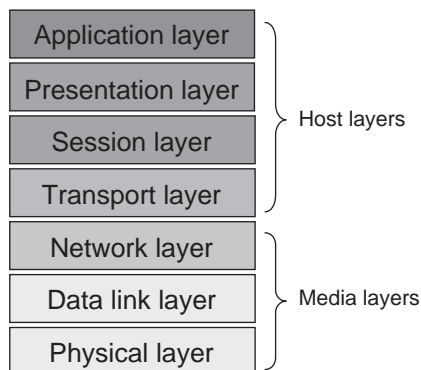 Application layer
Presentation layer
Session layer
Transport layer
Host layers
Network layer
Data link layer
Physical layer
Media layers